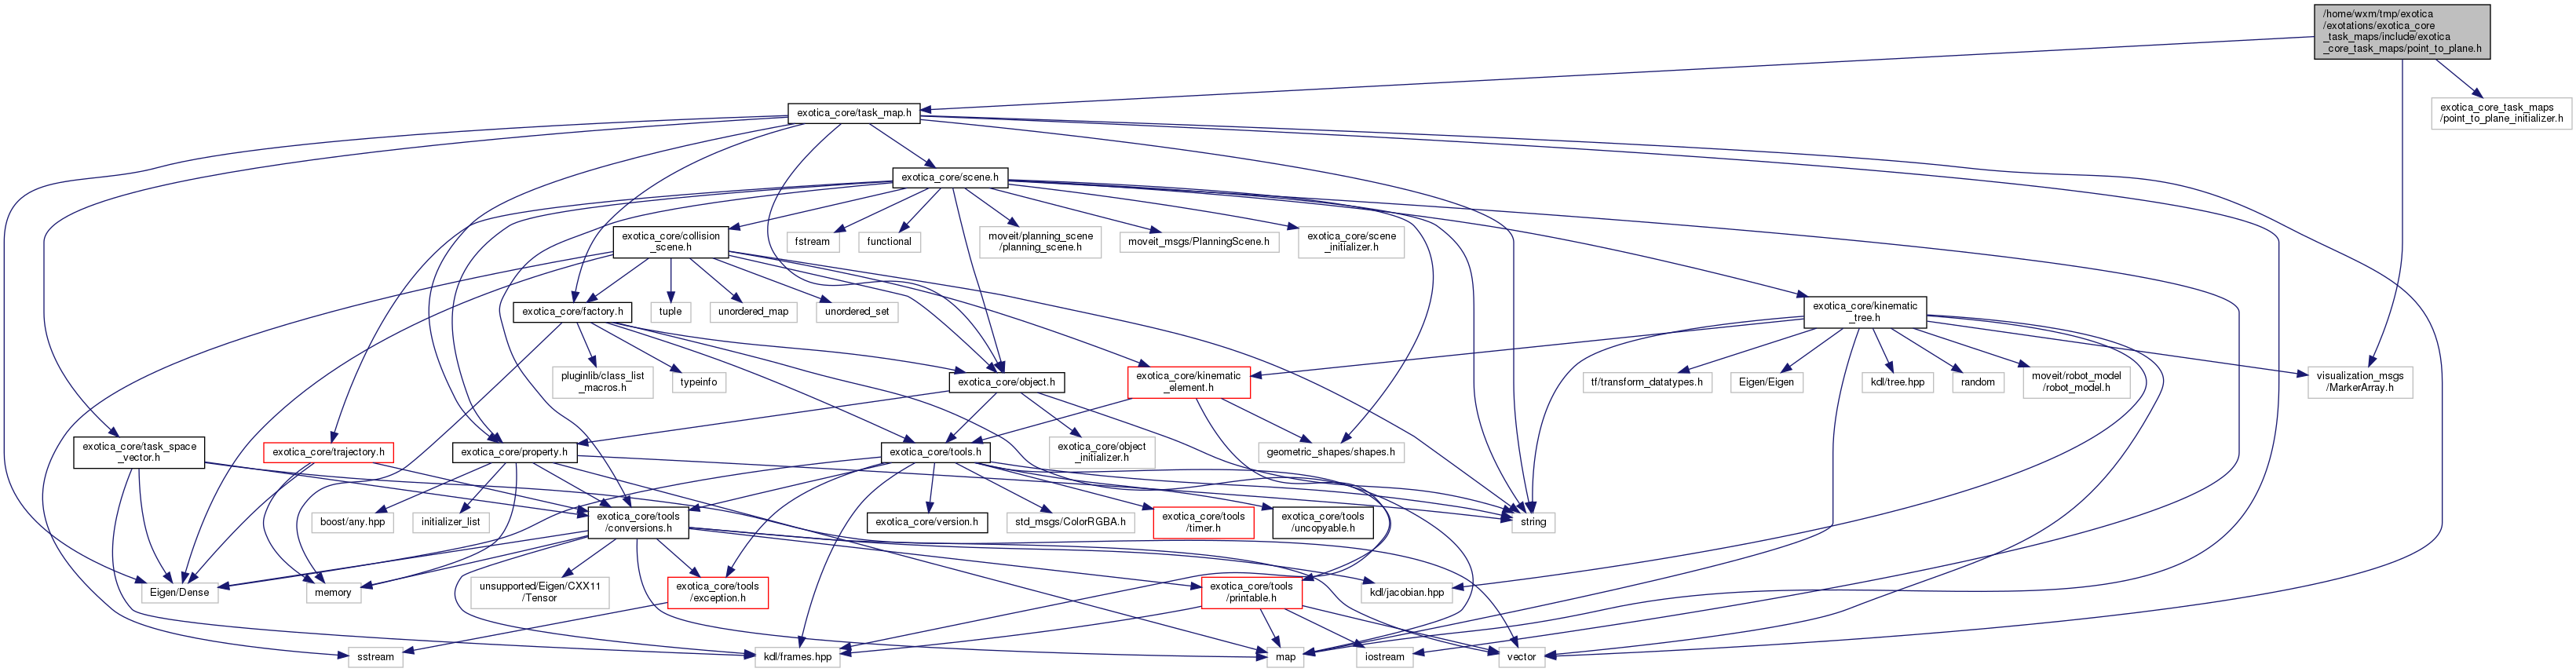 /home/wxm/tmp/exotica
/exotations/exotica_core
_task_maps/include/exotica
_core_task_maps/point_to_plane.h
exotica_core/task_map.h
exotica_core_task_maps
/point_to_plane_initializer.h
exotica_core/scene.h
exotica_core/collision
_scene.h
fstream
functional
moveit/planning_scene
/planning_scene.h
moveit_msgs/PlanningScene.h
exotica_core/scene
_initializer.h
exotica_core/factory.h
tuple
unordered_map
unordered_set
exotica_core/kinematic
_tree.h
pluginlib/class_list
_macros.h
typeinfo
exotica_core/object.h
exotica_core/kinematic
_element.h
tf/transform_datatypes.h
Eigen/Eigen
kdl/tree.hpp
random
moveit/robot_model
/robot_model.h
visualization_msgs
/MarkerArray.h
exotica_core/task_space
_vector.h
exotica_core/trajectory.h
exotica_core/property.h
exotica_core/tools.h
exotica_core/object
_initializer.h
geometric_shapes/shapes.h
boost/any.hpp
initializer_list
exotica_core/tools
/conversions.h
exotica_core/version.h
std_msgs/ColorRGBA.h
exotica_core/tools
/timer.h
exotica_core/tools
/uncopyable.h
string
Eigen/Dense
memory
unsupported/Eigen/CXX11
/Tensor
exotica_core/tools
/exception.h
exotica_core/tools
/printable.h
kdl/jacobian.hpp
sstream
kdl/frames.hpp
map
iostream
vector